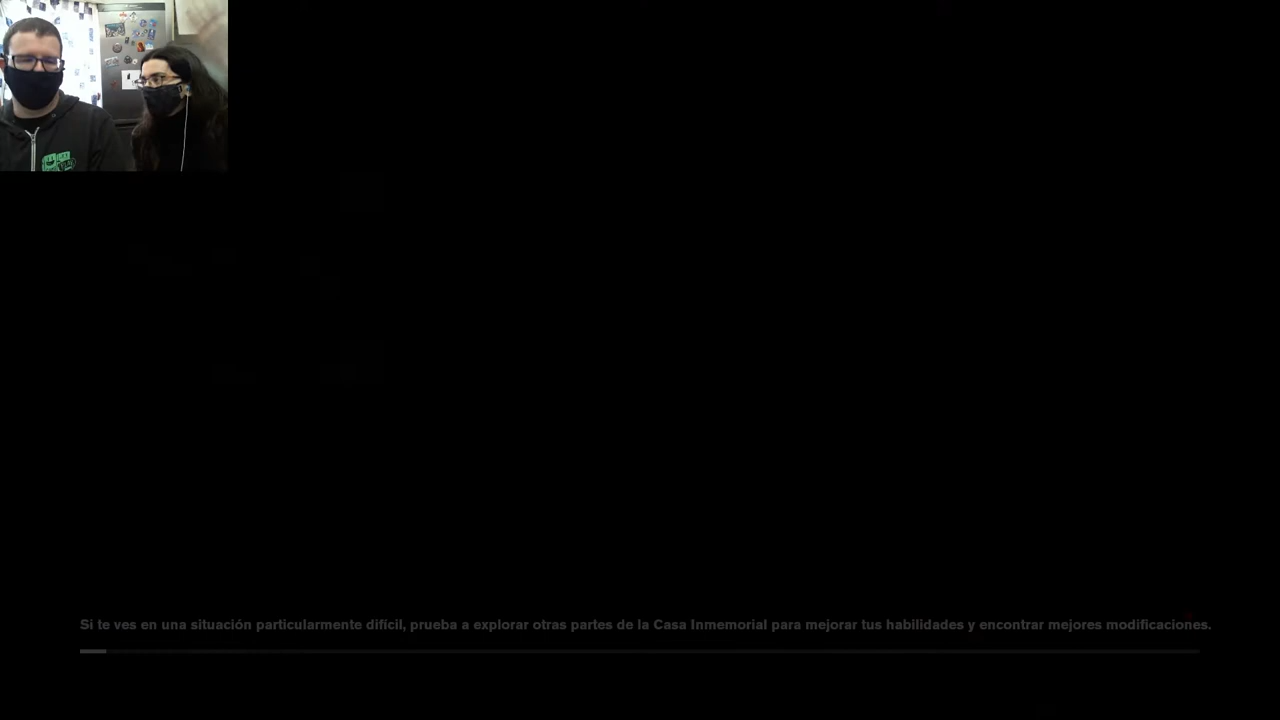 Si te ves en una situación particularmente difícil, prueba a explorar otras partes de la Casa Inmemorial para mejorar tus habilidades y encontrar mejores modificaciones.